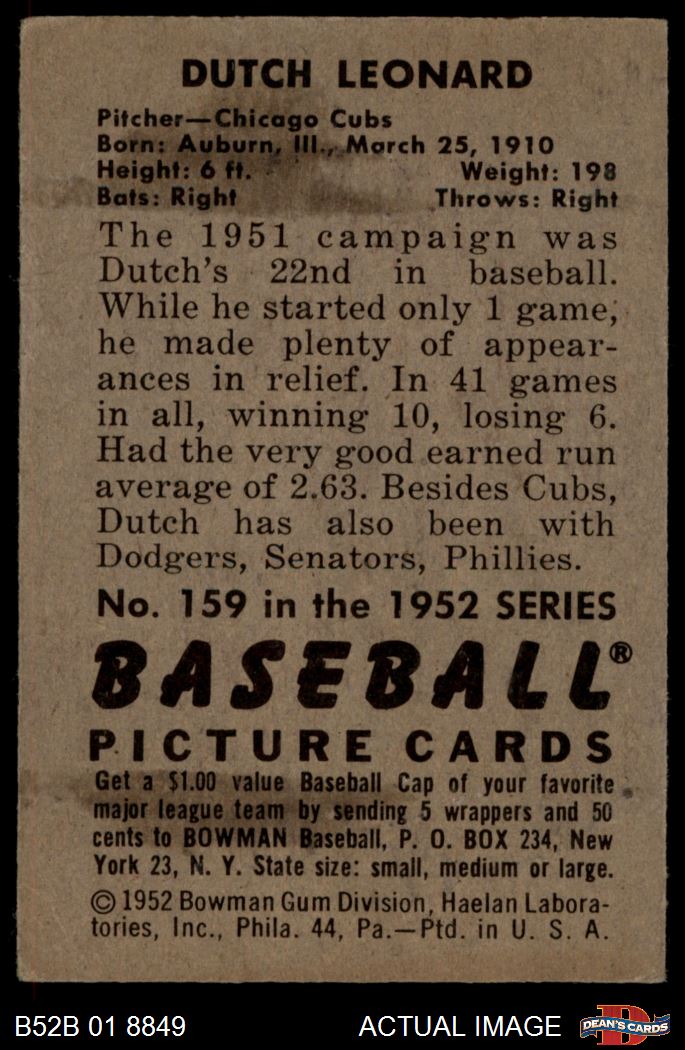 DUTCH LEONARD
Pitcher—Chicago Cubs
Born: Auburn, Ill., March 25, 1910
Height: 6 ft. Weight: 198
Bats: Right Throws: Right
The 1951 campaign was
Dutch's 22nd in baseball.
While he started only 1 game,
he made plenty of appear-
ances in relief. In 41 games
in all, winning 10, losing 6.
Had the very good earned run
average of 2.63. Besides Cubs,
Dutch has also been with
Dodgers, Senators, Phillies.
No. 159 in the 1952 SERIES
BASEBALL®
PICTURE CARDS
Get a $1.00 value Baseball Cap of your favorite
major league team by sending 5 wrappers and 50
cents to BOWMAN Baseball, P. O. BOX 234, New
York 23, N. Y. State size: small, medium or large.
© 1952 Bowman Gum Division, Haelan Labora-
tories, Inc., Phila. 44, Pa.—Ptd. in U. S. A.
B52B 01 8849 ACTUAL IMAGE D DEAN'S CARDS